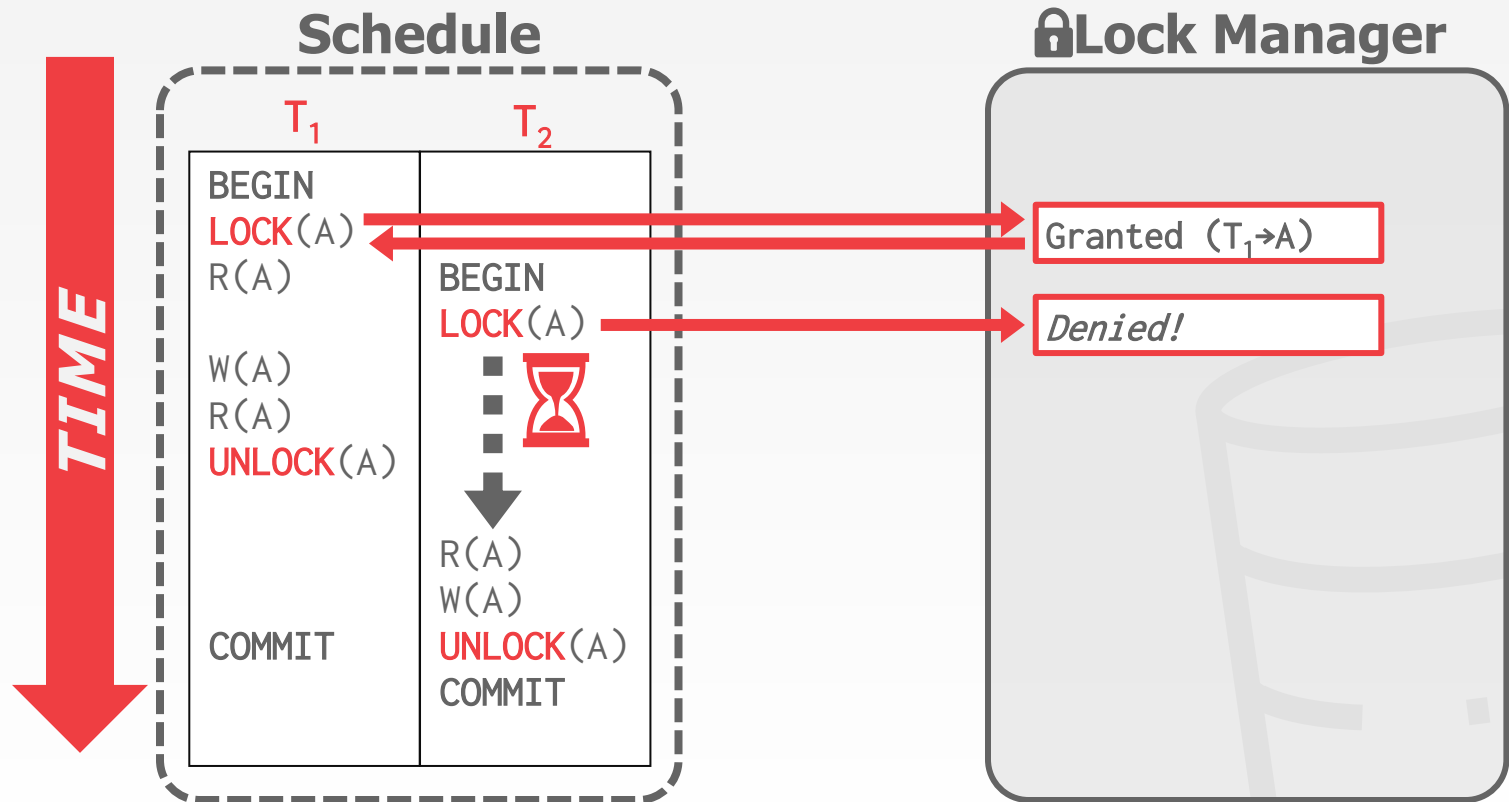 Schedule
Lock Manager
TIME
T₁ T₂
BEGIN
LOCK(A)
R(A) BEGIN
LOCK(A)
W(A)
R(A)
UNLOCK(A)
R(A)
W(A)
COMMIT UNLOCK(A)
COMMIT
Granted (T₁→A)
Denied!